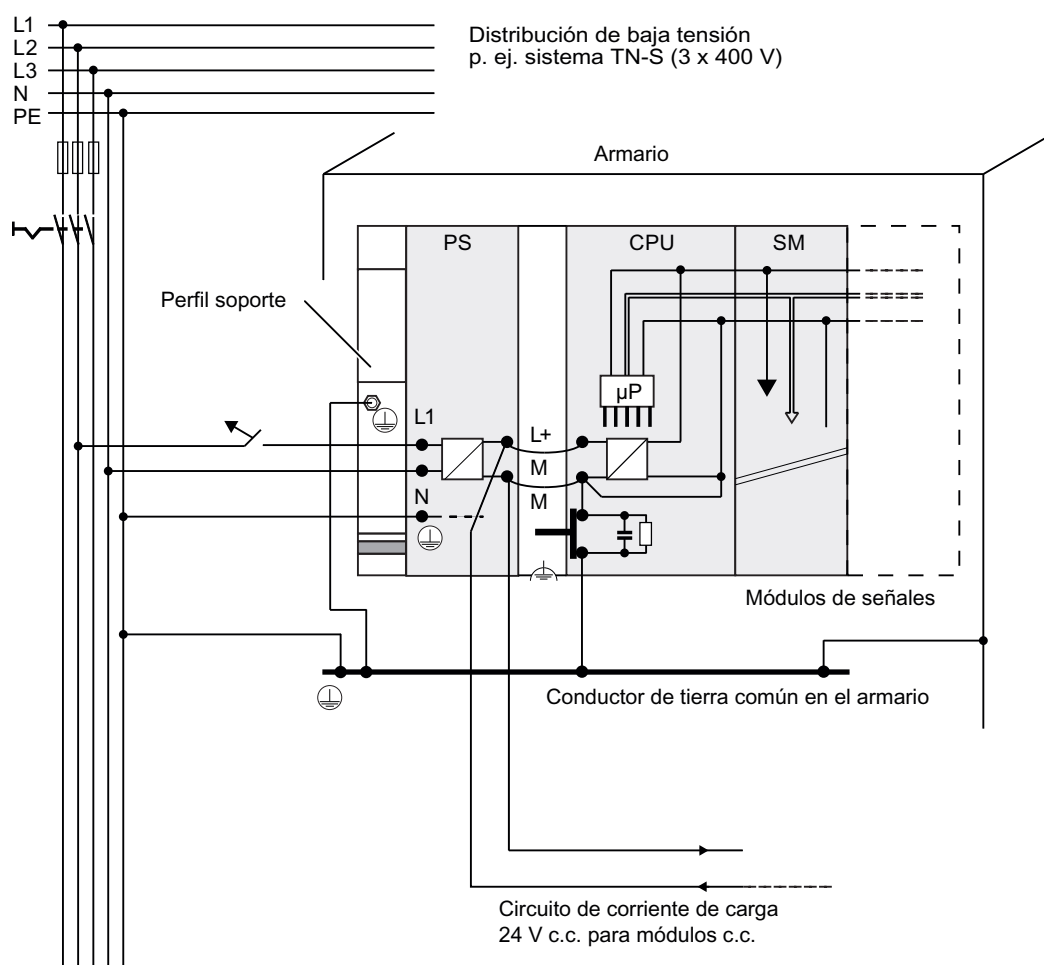 L1
L2
L3
N
PE
Distribución de baja tensión
p. ej. sistema TN-S (3 x 400 V)
Armario
PS
CPU
SM
Perfil soporte
µP
L1
L+
M
N
M
Módulos de señales
Conductor de tierra común en el armario
Circuito de corriente de carga
24 V c.c. para módulos c.c.